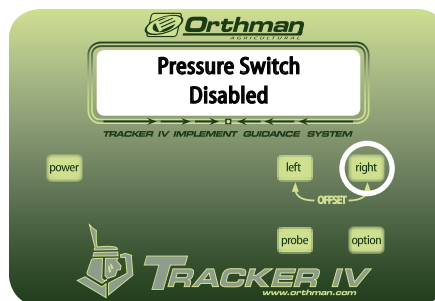 Orthman
AGRICULTURAL
Pressure Switch
Disabled
TRACKER IV IMPLEMENT GUIDANCE SYSTEM
power
left
right
OFFSET
probe
option
TRACKER IV
www.orthman.com